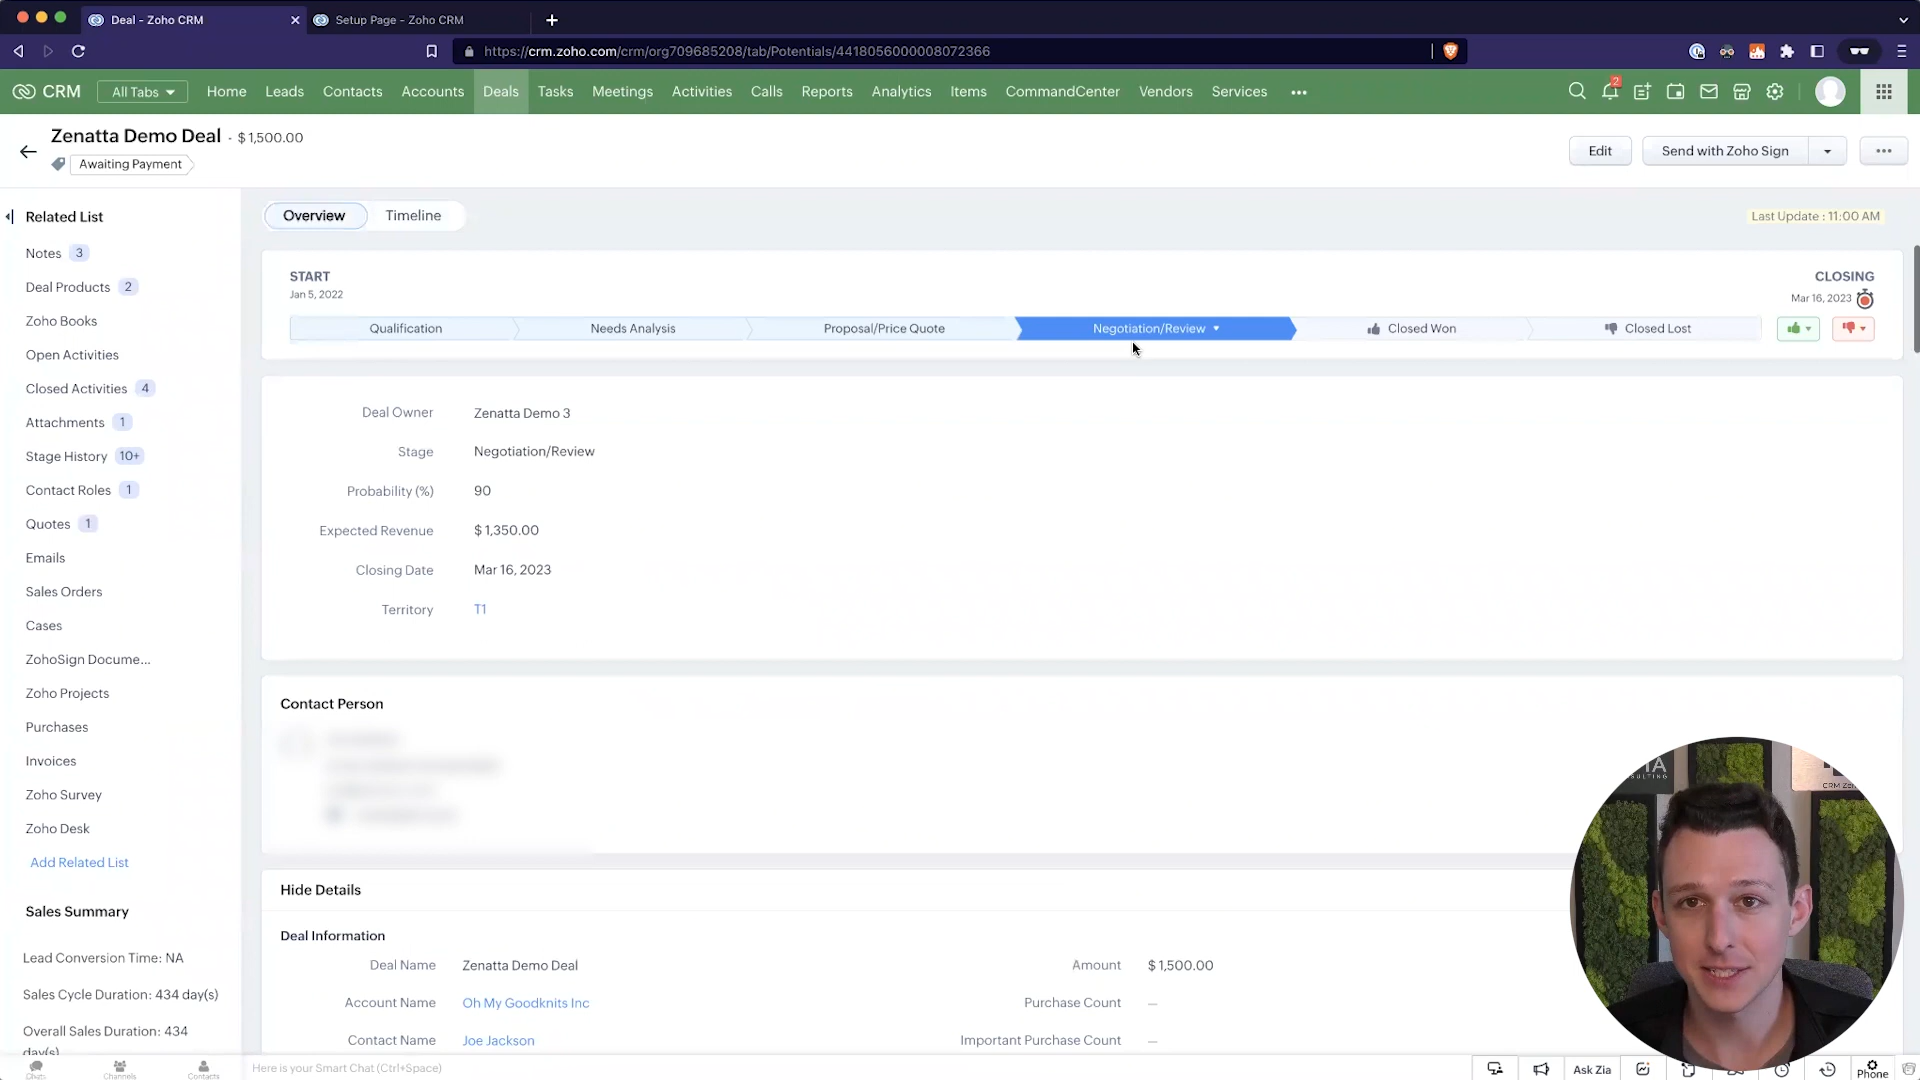 Deal - Zoho CRM
Setup Page - Zoho CRM
https://crm.zoho.com/crm/org709685208/tab/Potentials/4418056000008072366
CRM
All Tabs
Home
Leads
Contacts
Accounts
Deals
Tasks
Meetings
Activities
Calls
Reports
Analytics
Items
CommandCenter
Vendors
Services
2
Zenatta Demo Deal - $ 1,500.00
Awaiting Payment
Edit
Send with Zoho Sign
Related List
Notes 3
Deal Products 2
Zoho Books
Open Activities
Closed Activities 4
Attachments 1
Stage History 10+
Contact Roles 1
Quotes 1
Emails
Sales Orders
Cases
ZohoSign Docume...
Zoho Projects
Purchases
Invoices
Zoho Survey
Zoho Desk
Add Related List
Sales Summary
Lead Conversion Time: NA
Sales Cycle Duration: 434 day(s)
Overall Sales Duration: 434
day(s)
Overview
Timeline
Last Update : 11:00 AM
START
Jan 5, 2022
CLOSING
Mar 16, 2023
Qualification
Needs Analysis
Proposal/Price Quote
Negotiation/Review
Closed Won
Closed Lost
Deal Owner Zenatta Demo 3
Stage Negotiation/Review
Probability (%) 90
Expected Revenue $ 1,350.00
Closing Date Mar 16, 2023
Territory T1
Contact Person
Hide Details
Deal Information
Deal Name Zenatta Demo Deal
Amount $ 1,500.00
Account Name Oh My Goodknits Inc
Purchase Count —
Contact Name Joe Jackson
Important Purchase Count —
Chats
Channels
Contacts
Here is your Smart Chat (Ctrl+Space)
Ask Zia
Phone